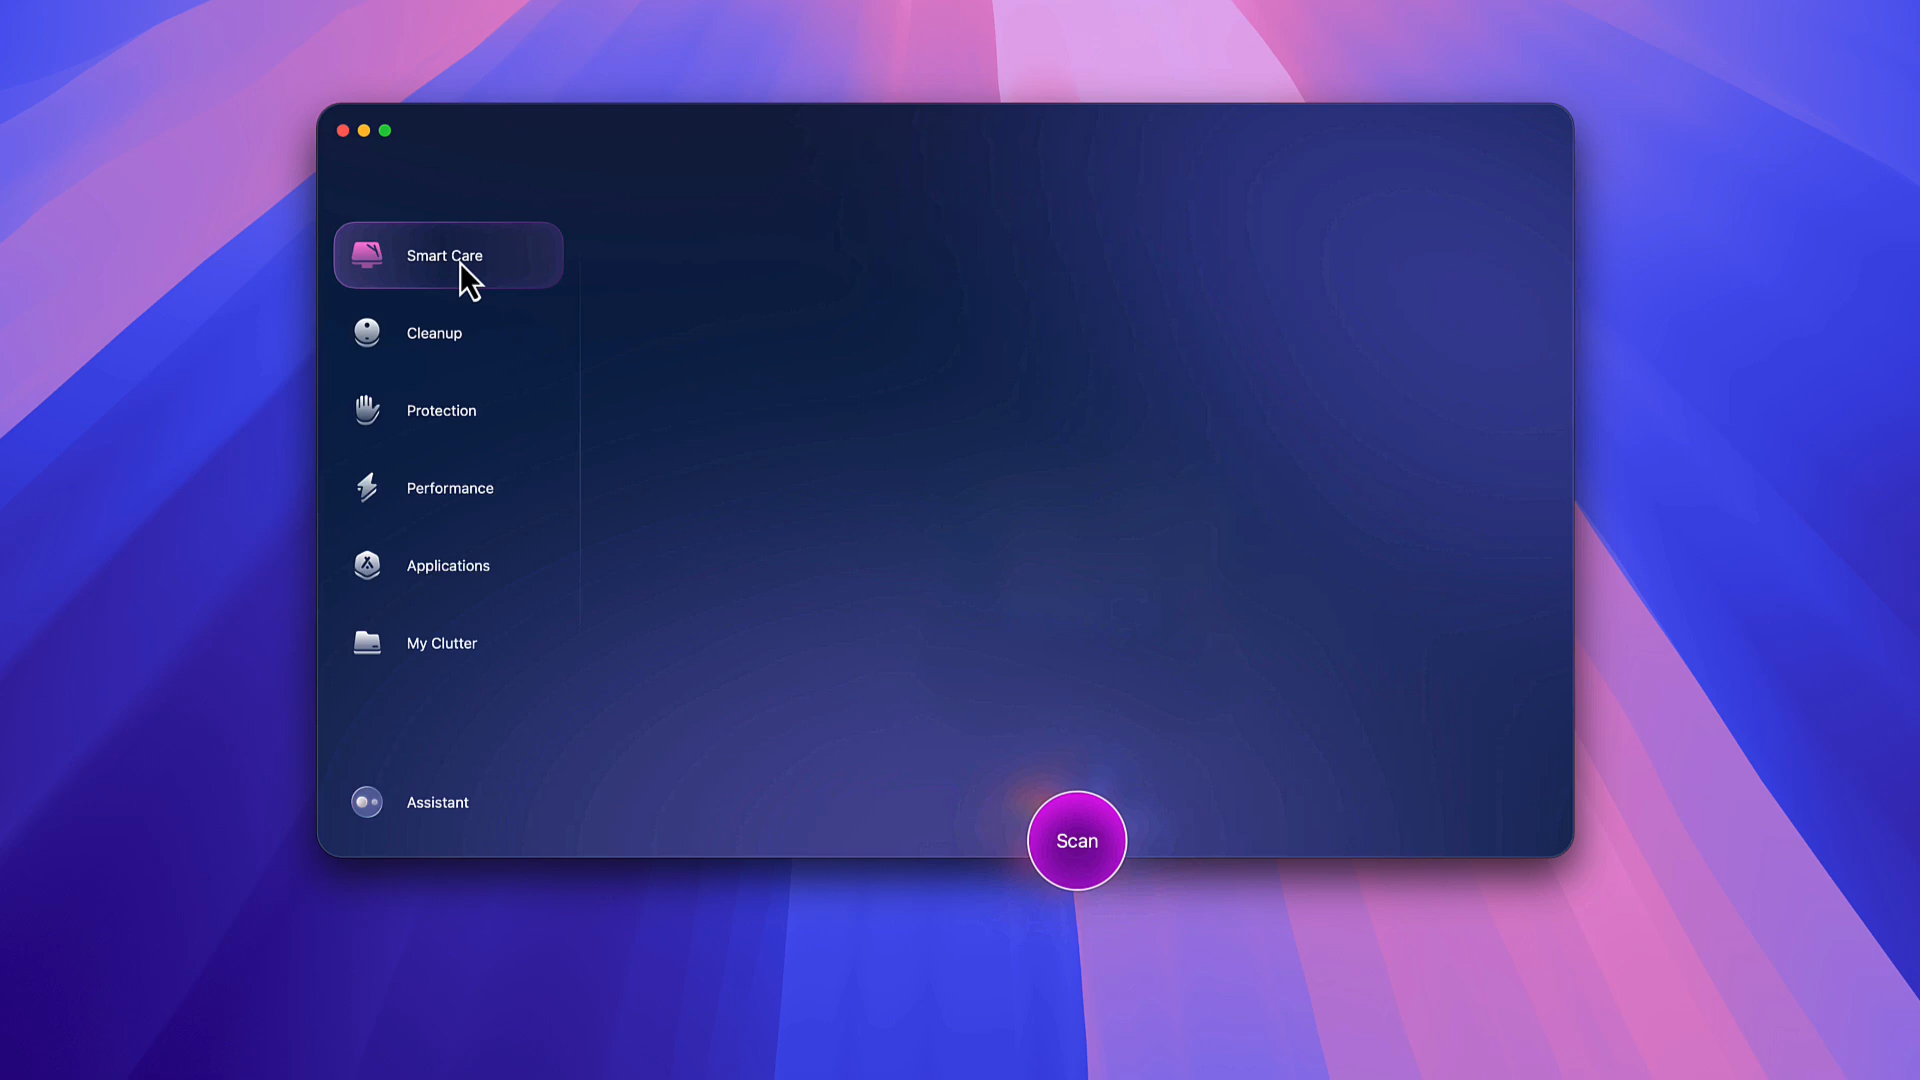 Smart Care
Cleanup
Protection
Performance
Applications
My Clutter
Assistant
Scan